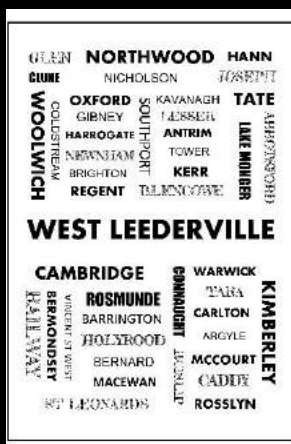 GLEN NORTHWOOD HANN
CLUNE NICHOLSON JOSEPH
WOOLWICH
COLDSTREAM
OXFORD
SOUTHPORT
KAVANAGH
TATE
GIBNEY
LESSER
HARROGATE
ANTRIM
LAKE MONGER
ABBOTSFORD
NEWNHAM
TOWER
BRIGHTON
KERR
REGENT
BLENCOWE
WEST LEEDERVILLE
CAMBRIDGE
CONNAUGHT
WARWICK
KIMBERLEY
RAILWAY
BERMONDSEY
VINCENT ST WEST
ROSMUNDE
TARA
BARRINGTON
CARLTON
HOLYROOD
ARGYLE
BERNARD
RUISLIP
MCCOURT
MACEWAN
CADDY
ST LEONARDS
ROSSLYN